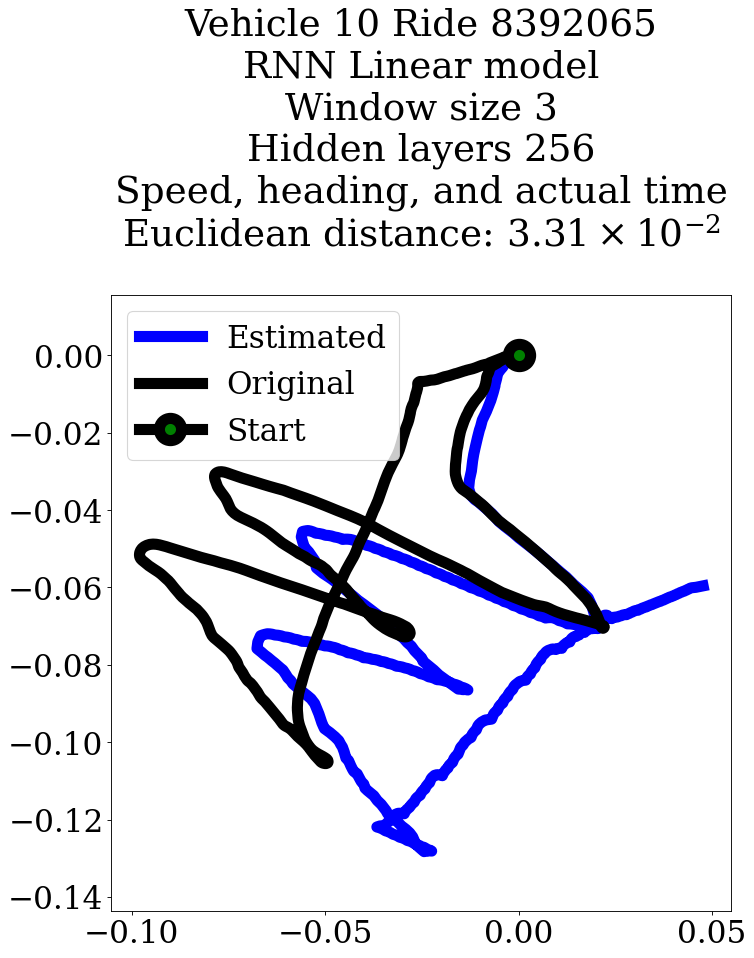 Vehicle 10 Ride 8392065
RNN Linear model
Window size 3
Hidden layers 256
Speed, heading, and actual time
Euclidean distance: 3.31 × 10⁻²
Estimated
Original
Start
0.00
−0.02
−0.04
−0.06
−0.08
−0.10
−0.12
−0.14
−0.10 −0.05 0.00 0.05